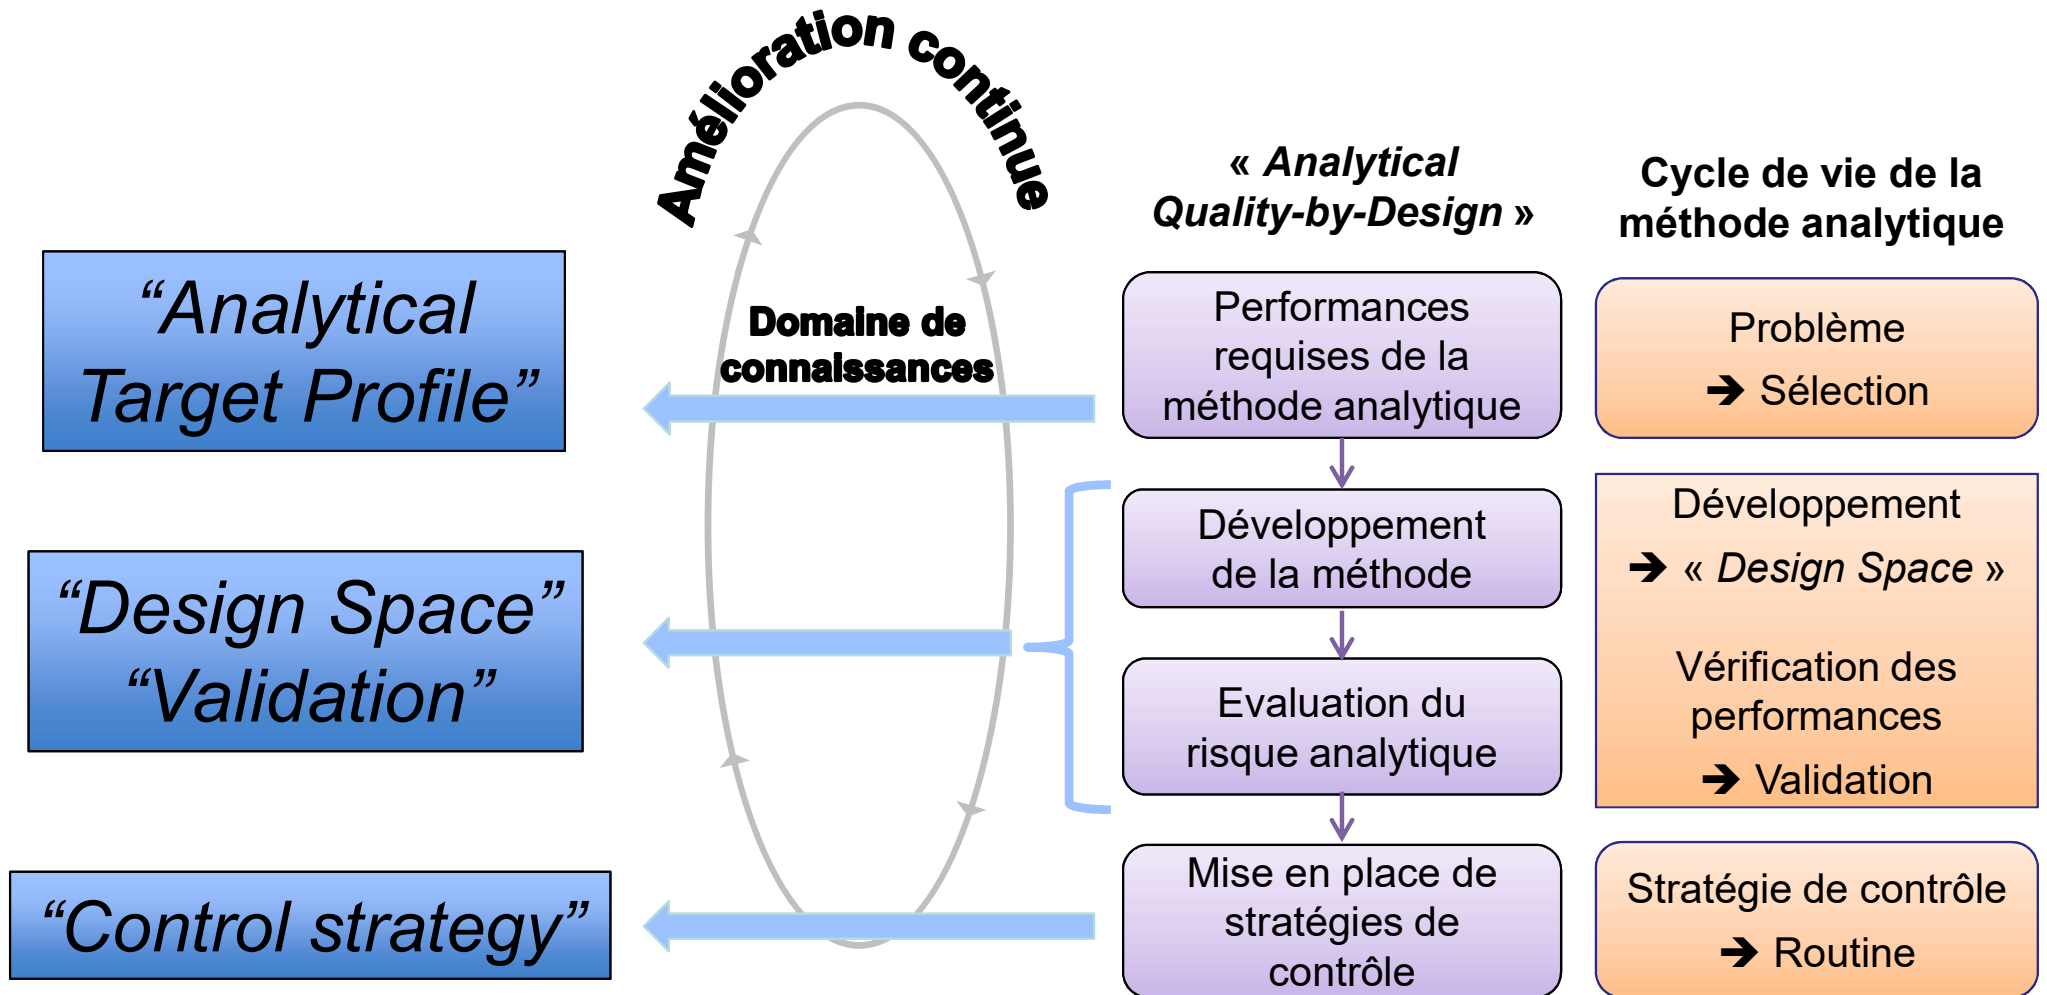 Amélioration continue
« Analytical
Quality-by-Design »
Cycle de vie de la
méthode analytique
“Analytical
Target Profile”
Domaine de
connaissances
Performances
requises de la
méthode analytique
Problème
➔ Sélection
“Design Space”
“Validation”
Développement
de la méthode
Evaluation du
risque analytique
Développement
➔ « Design Space »
Vérification des
performances
➔ Validation
“Control strategy”
Mise en place de
stratégies de
contrôle
Stratégie de contrôle
➔ Routine